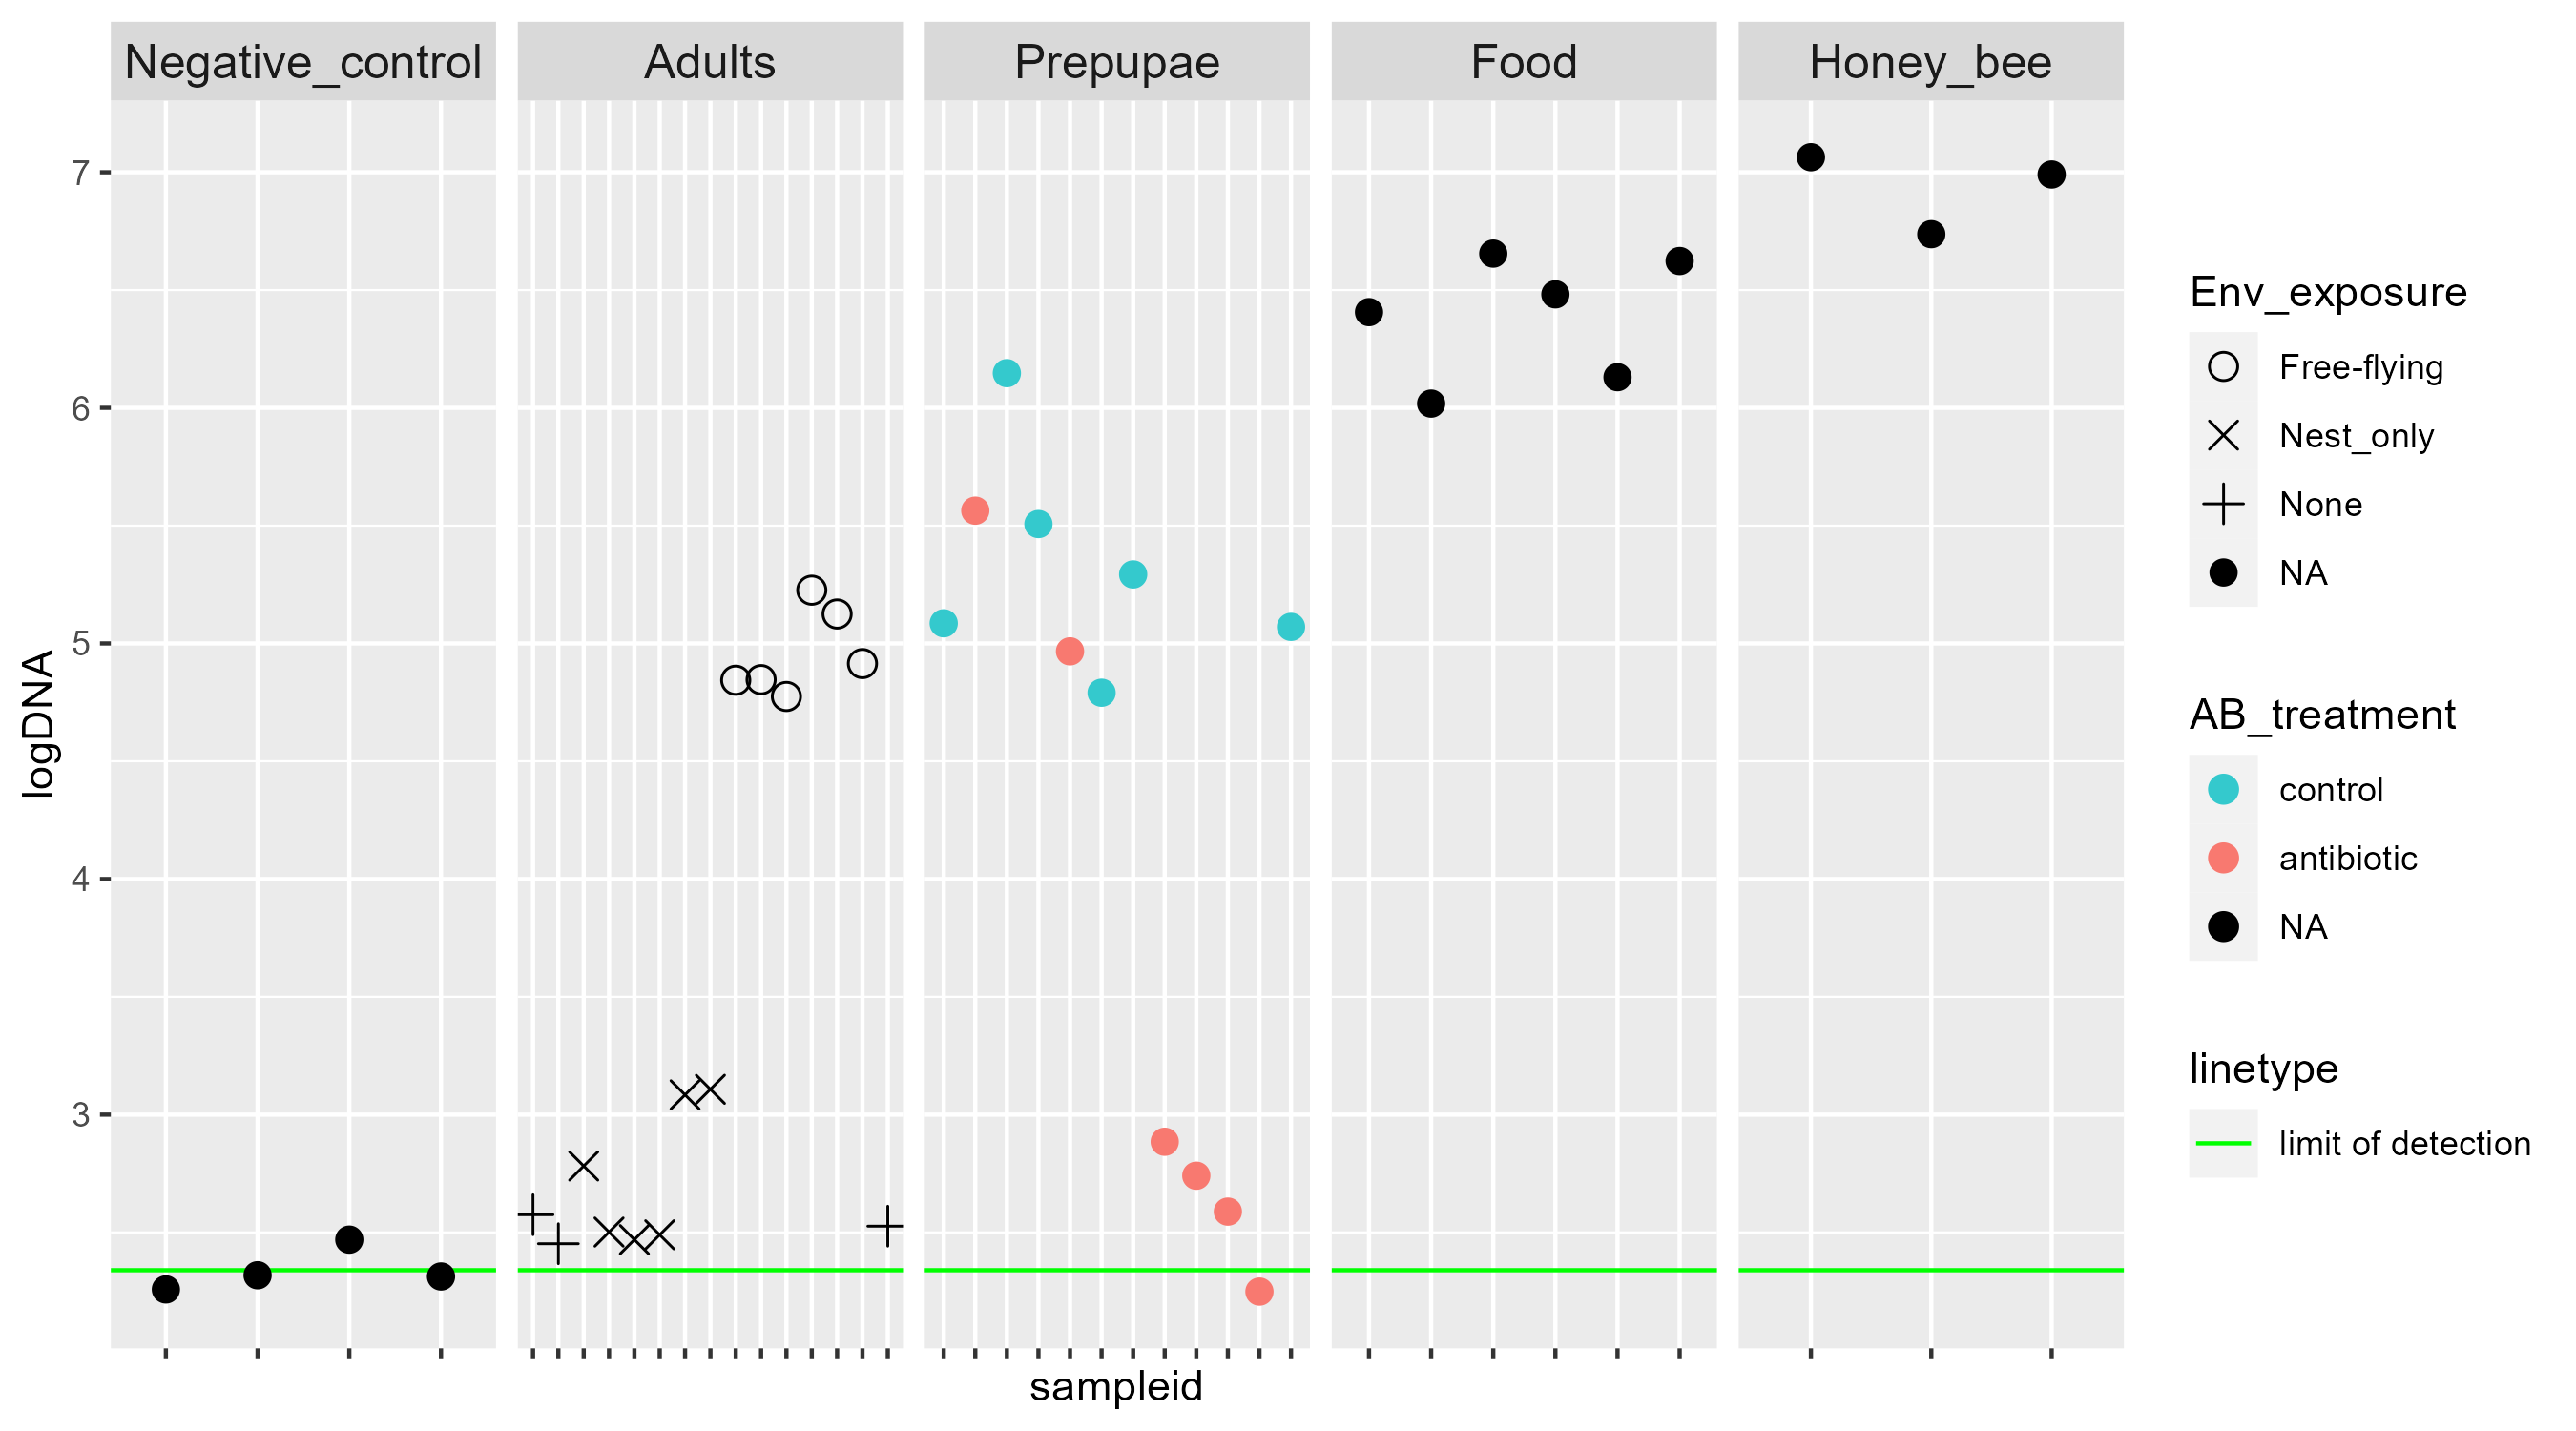 Negative_control
Adults
Prepupae
Food
Honey_bee
7
6
5
4
3
logDNA
sampleid
Env_exposure
Free-flying
Nest_only
None
NA
AB_treatment
control
antibiotic
NA
linetype
limit of detection